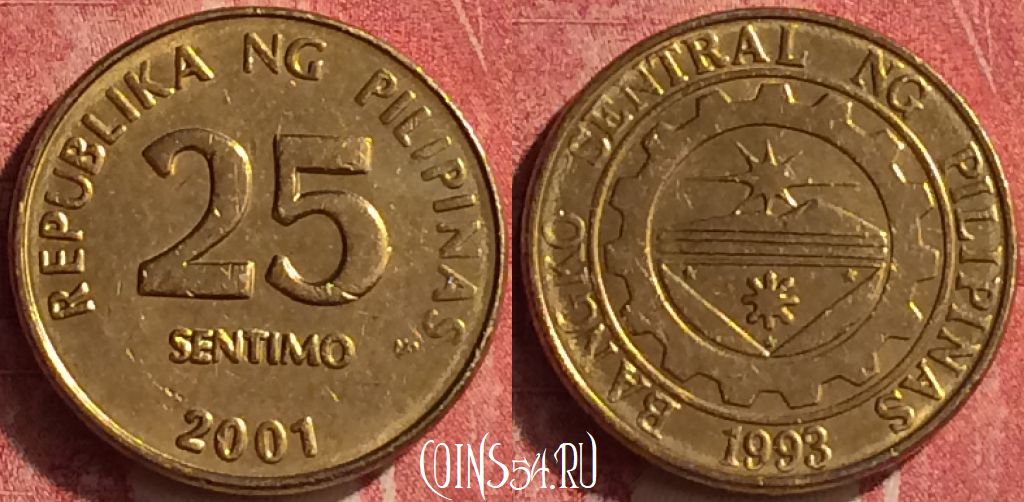 REPUBLIKA NG PILIPINAS
25
SENTIMO
2001
BANGKO SENTRAL NG PILIPINAS
1993
COINS54.RU